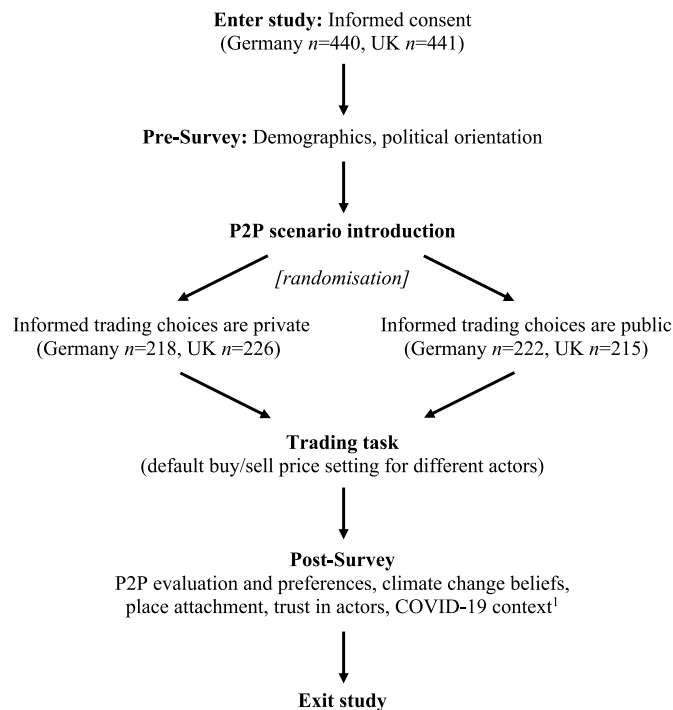 Enter study: Informed consent
(Germany n=440, UK n=441)
Pre-Survey: Demographics, political orientation
P2P scenario introduction
[randomisation]
Informed trading choices are private
(Germany n=218, UK n=226)
Informed trading choices are public
(Germany n=222, UK n=215)
Trading task
(default buy/sell price setting for different actors)
Post-Survey
P2P evaluation and preferences, climate change beliefs,
place attachment, trust in actors, COVID-19 context¹
Exit study